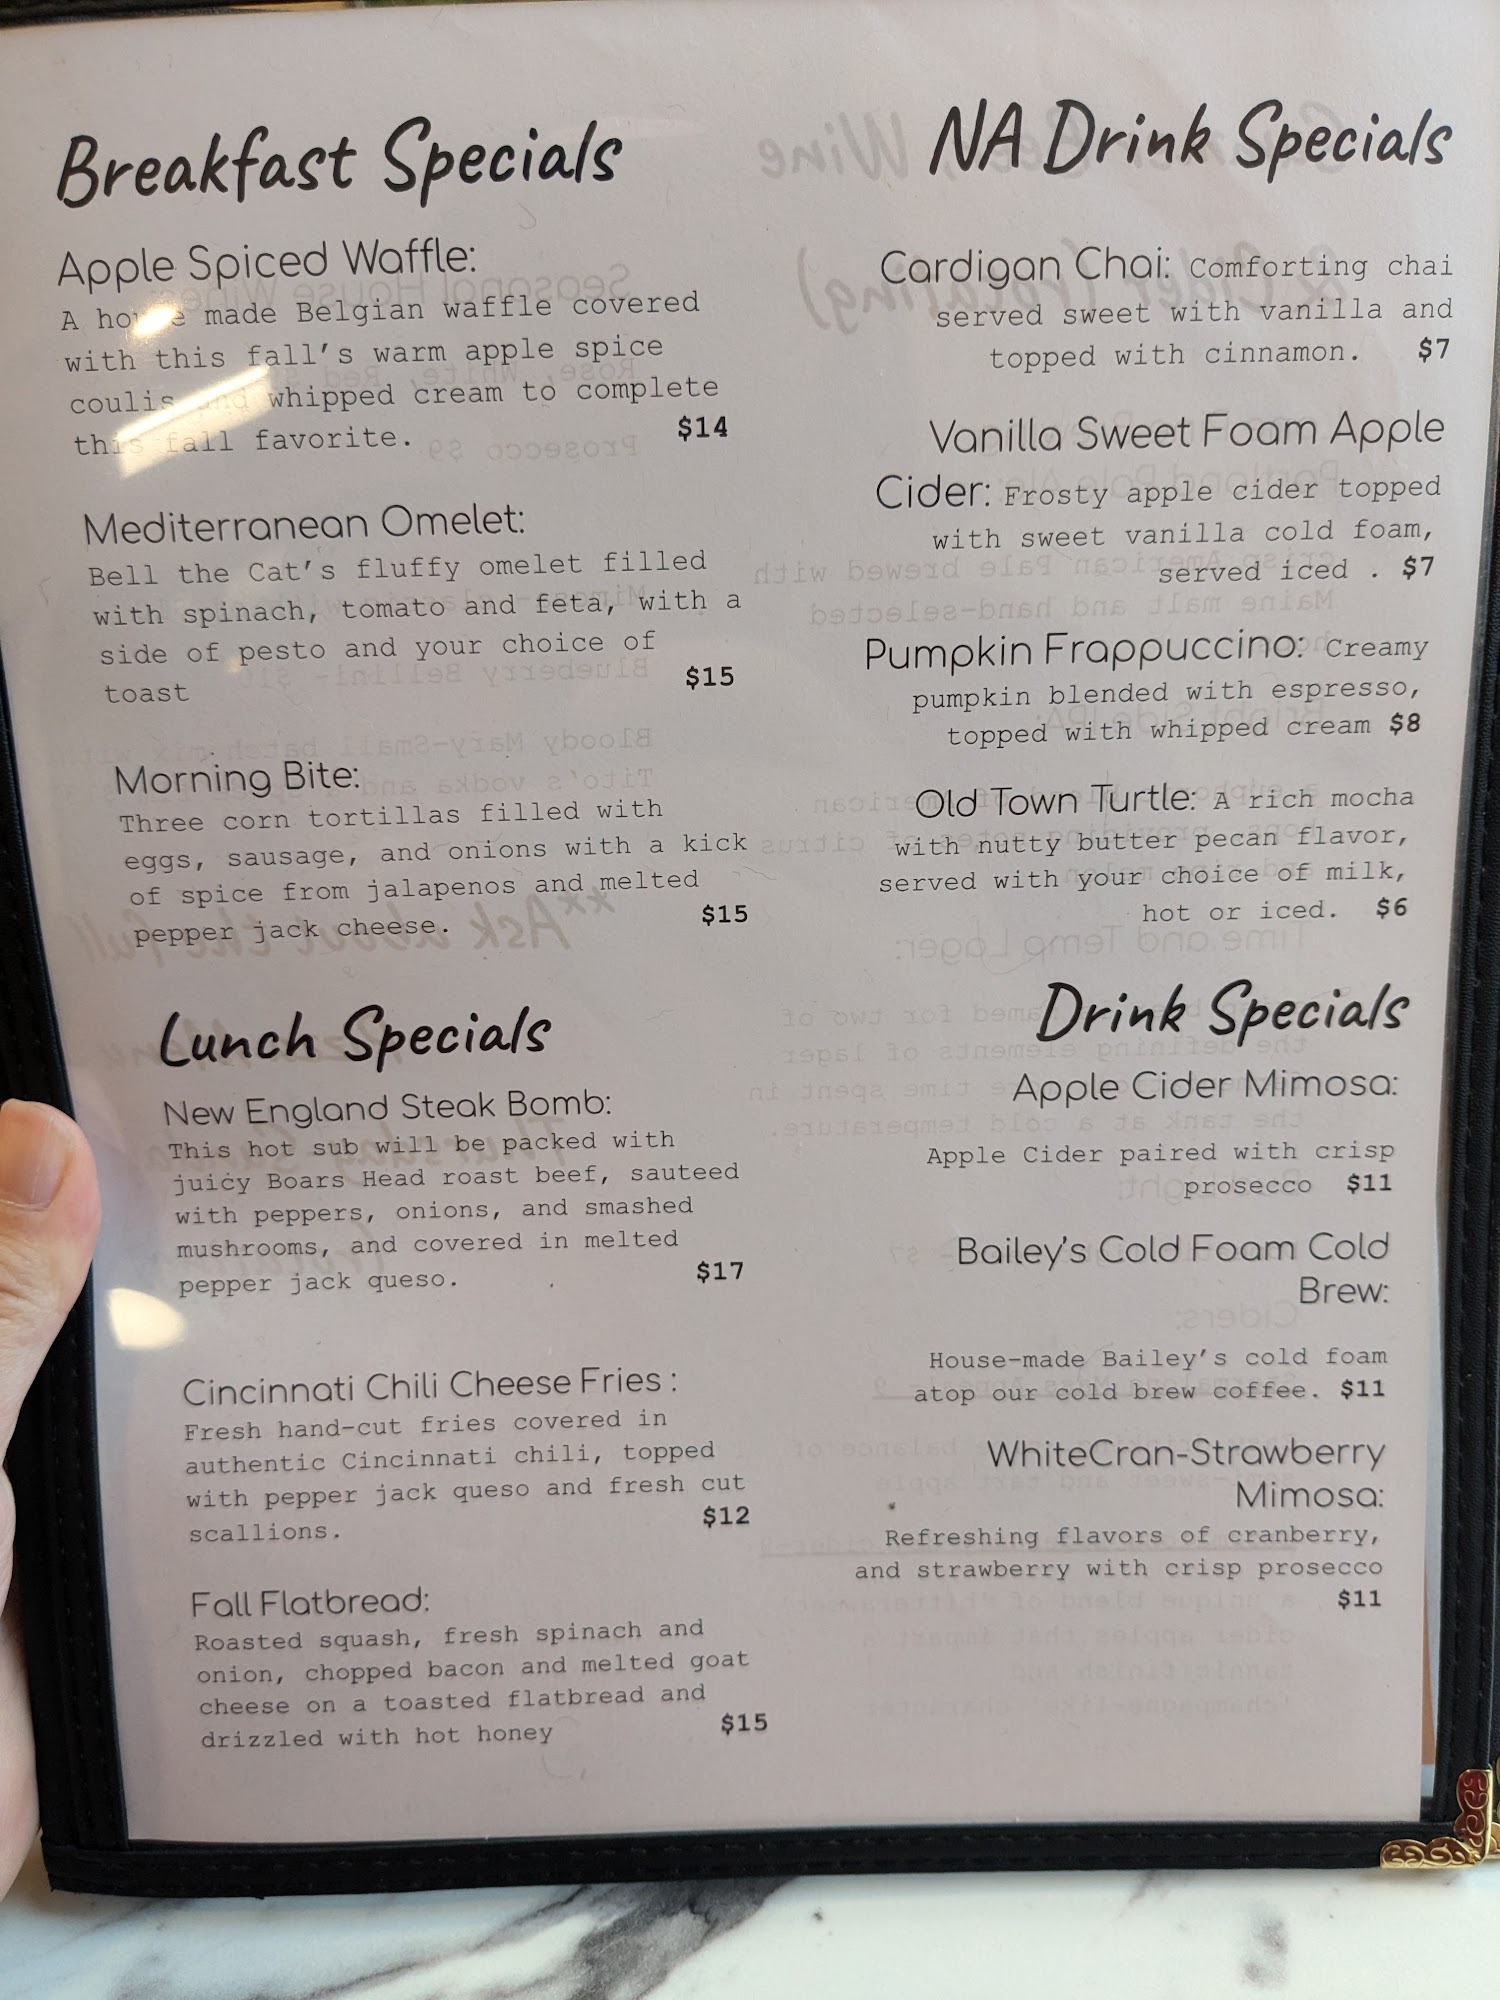 Breakfast Specials
Apple Spiced Waffle:
A house made Belgian waffle covered
with this fall's warm apple spice
coulis and whipped cream to complete
this fall favorite. $14
Mediterranean Omelet:
Bell the Cat's fluffy omelet filled
with spinach, tomato and feta, with a
side of pesto and your choice of
toast $15
Morning Bite:
Three corn tortillas filled with
eggs, sausage, and onions with a kick
of spice from jalapenos and melted
pepper jack cheese. $15
Lunch Specials
New England Steak Bomb:
This hot sub will be packed with
juicy Boars Head roast beef, sauteed
with peppers, onions, and smashed
mushrooms, and covered in melted
pepper jack queso. $17
Cincinnati Chili Cheese Fries :
Fresh hand-cut fries covered in
authentic Cincinnati chili, topped
with pepper jack queso and fresh cut
scallions. $12
Fall Flatbread:
Roasted squash, fresh spinach and
onion, chopped bacon and melted goat
cheese on a toasted flatbread and
drizzled with hot honey $15
NA Drink Specials
Cardigan Chai: Comforting chai
served sweet with vanilla and
topped with cinnamon. $7
Vanilla Sweet Foam Apple
Cider: Frosty apple cider topped
with sweet vanilla cold foam,
served iced . $7
Pumpkin Frappuccino: Creamy
pumpkin blended with espresso,
topped with whipped cream $8
Old Town Turtle: A rich mocha
with nutty butter pecan flavor,
served with your choice of milk,
hot or iced. $6
Drink Specials
Apple Cider Mimosa:
Apple Cider paired with crisp
prosecco $11
Bailey's Cold Foam Cold
Brew:
House-made Bailey's cold foam
atop our cold brew coffee. $11
WhiteCran-Strawberry
Mimosa:
Refreshing flavors of cranberry,
and strawberry with crisp prosecco
$11